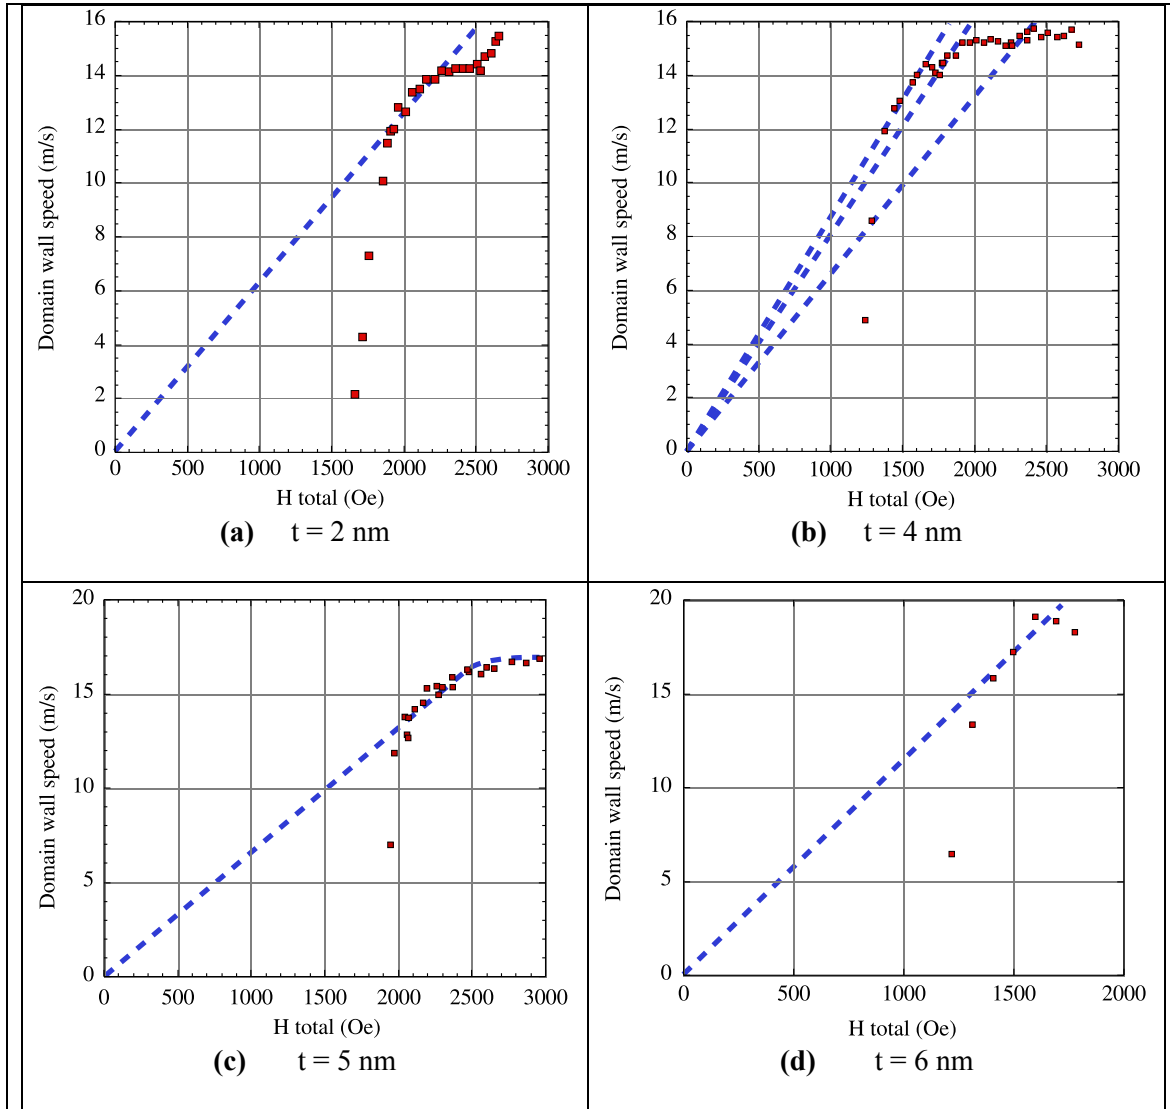 16
14
12
10
8
6
4
2
0
Domain wall speed (m/s)
0 500 1000 1500 2000 2500 3000
H total (Oe)
(a) t = 2 nm
16
14
12
10
8
6
4
2
0
Domain wall speed (m/s)
0 500 1000 1500 2000 2500 3000
H total (Oe)
(b) t = 4 nm
20
15
10
5
0
Domain wall speed (m/s)
0 500 1000 1500 2000 2500 3000
H total (Oe)
(c) t = 5 nm
20
15
10
5
0
Domain wall speed (m/s)
0 500 1000 1500 2000
H total (Oe)
(d) t = 6 nm